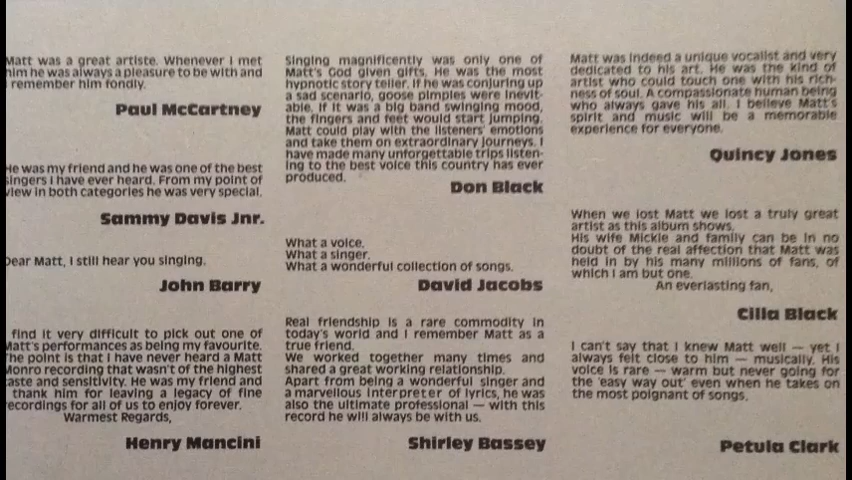 Matt was a great artiste. Whenever I met
him he was always a pleasure to be with and
I remember him fondly.
Paul McCartney
He was my friend and he was one of the best
singers I have ever heard. From my point of
view in both categories he was very special.
Sammy Davis Jnr.
Dear Matt, I still hear you singing.
John Barry
I find it very difficult to pick out one of
Matt's performances as being my favourite.
The point is that I have never heard a Matt
Monro recording that wasn't of the highest
taste and sensitivity. He was my friend and
I thank him for leaving a legacy of fine
recordings for all of us to enjoy forever.
Warmest Regards,
Henry Mancini
Singing magnificently was only one of
Matt's God given gifts. He was the most
hypnotic story teller. If he was conjuring up
a sad scenario, goose pimples were inevit-
able. If it was a big band swinging mood,
the fingers and feet would start jumping.
Matt could play with the listeners' emotions
and take them on extraordinary journeys. I
have made many unforgettable trips listen-
ing to the best voice this country has ever
produced.
Don Black
What a voice.
What a singer.
What a wonderful collection of songs.
David Jacobs
Real friendship is a rare commodity in
today's world and I remember Matt as a
true friend.
We worked together many times and
shared a great working relationship.
Apart from being a wonderful singer and
a marvellous interpreter of lyrics, he was
also the ultimate professional — with this
record he will always be with us.
Shirley Bassey
Matt was indeed a unique vocalist and very
dedicated to his art. He was the kind of
artist who could touch one with his rich-
ness of soul. A compassionate human being
who always gave his all. I believe Matt's
spirit and music will be a memorable
experience for everyone.
Quincy Jones
When we lost Matt we lost a truly great
artist as this album shows.
His wife Mickie and family can be in no
doubt of the real affection that Matt was
held in by his many millions of fans, of
which I am but one.
An everlasting fan,
Cilla Black
I can't say that I knew Matt well — yet I
always felt close to him — musically. His
voice is rare — warm but never going for
the 'easy way out' even when he takes on
the most poignant of songs.
Petula Clark